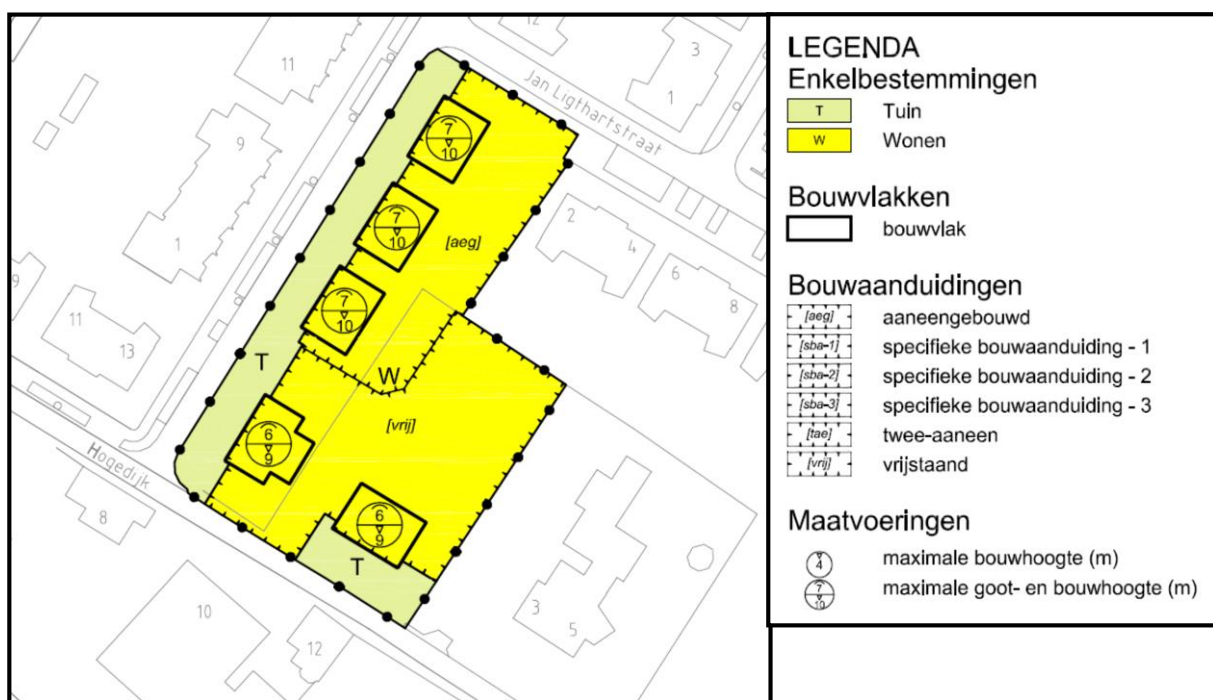 11
9
1
11
13
9
12
3
1
Jan Ligthartstraat
2
4
6
8
7
10
7
10
7
10
[aeg]
T
W
[vrij]
6
9
6
9
T
Hogedijk
8
10
12
3
5
LEGENDA
Enkelbestemmingen
T Tuin
W Wonen
Bouwvlakken
bouwvlak
Bouwaanduidingen
[aeg] aaneengebouwd
[sba-1] specifieke bouwaanduiding - 1
[sba-2] specifieke bouwaanduiding - 2
[sba-3] specifieke bouwaanduiding - 3
[tae] twee-aaneen
[vrij] vrijstaand
Maatvoeringen
4 maximale bouwhoogte (m)
7
10 maximale goot- en bouwhoogte (m)